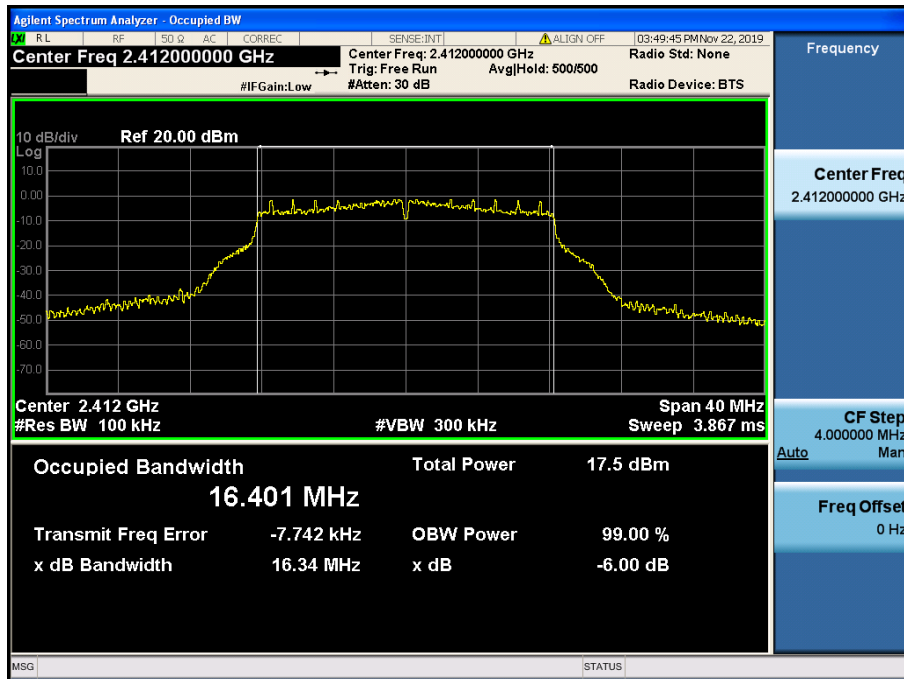 Agilent Spectrum Analyzer - Occupied BW
LXI RL RF 50 Ω AC CORREC SENSE:INT ALIGN OFF 03:49:45 PM Nov 22, 2019
Center Freq 2.412000000 GHz
Center Freq: 2.412000000 GHz Radio Std: None
Trig: Free Run Avg|Hold: 500/500
#IFGain:Low #Atten: 30 dB Radio Device: BTS
10 dB/div Ref 20.00 dBm
Log
10.0
0.00
-10.0
-20.0
-30.0
-40.0
-50.0
-60.0
-70.0
Center 2.412 GHz Span 40 MHz
#Res BW 100 kHz #VBW 300 kHz Sweep 3.867 ms
Occupied Bandwidth Total Power 17.5 dBm
16.401 MHz
Transmit Freq Error -7.742 kHz OBW Power 99.00 %
x dB Bandwidth 16.34 MHz x dB -6.00 dB
MSG STATUS
Frequency
Center Freq
2.412000000 GHz
CF Step
4.000000 MHz
Auto Man
Freq Offset
0 Hz